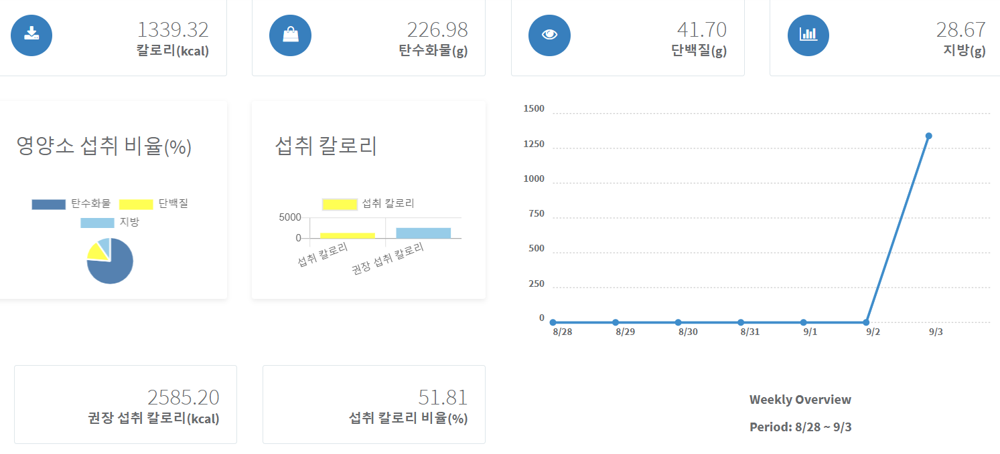 1339.32
칼로리(kcal)
226.98
탄수화물(g)
41.70
단백질(g)
28.67
지방(g)
영양소 섭취 비율(%)
탄수화물 단백질
지방
섭취 칼로리
섭취 칼로리
5000
0
섭취 칼로리
권장 섭취 칼로리
1500
1250
1000
750
500
250
0
8/28 8/29 8/30 8/31 9/1 9/2 9/3
2585.20
권장 섭취 칼로리(kcal)
51.81
섭취 칼로리 비율(%)
Weekly Overview
Period: 8/28 ~ 9/3